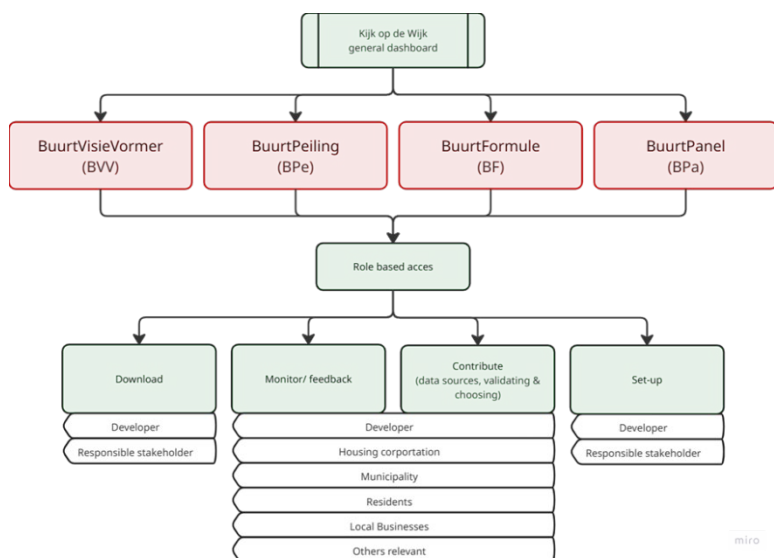 Kijk op de Wijk
general dashboard
BuurtVisieVormer
(BVV)
BuurtPeiling
(BPe)
BuurtFormule
(BF)
BuurtPanel
(BPa)
Role based acces
Download
Monitor/ feedback
Contribute
(data sources, validating &
choosing)
Set-up
Developer
Responsible stakeholder
Developer
Housing corportation
Municipality
Residents
Local Businesses
Others relevant
Developer
Responsible stakeholder
miro